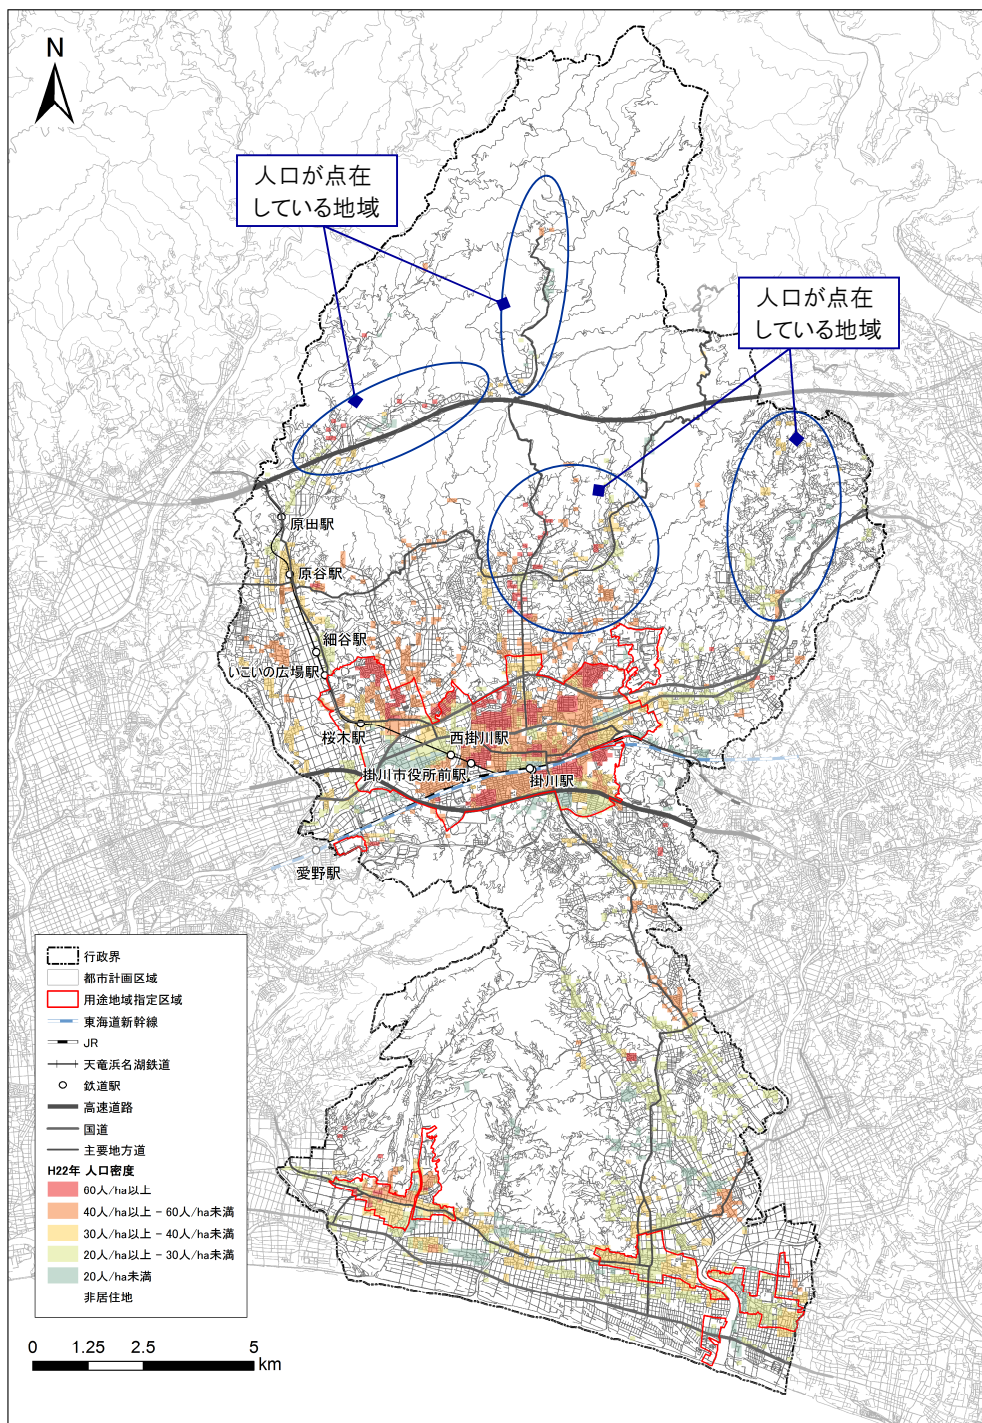 N
人口が点在
している地域
人口が点在
している地域
原田駅
原谷駅
細谷駅
いこいの広場駅
桜木駅
西掛川駅
掛川市役所前駅
掛川駅
愛野駅
行政界
都市計画区域
用途地域指定区域
東海道新幹線
JR
天竜浜名湖鉄道
鉄道駅
高速道路
国道
主要地方道
H22年 人口密度
60人/ha以上
40人/ha以上 − 60人/ha未満
30人/ha以上 − 40人/ha未満
20人/ha以上 − 30人/ha未満
20人/ha未満
非居住地
0 1.25 2.5 5
km